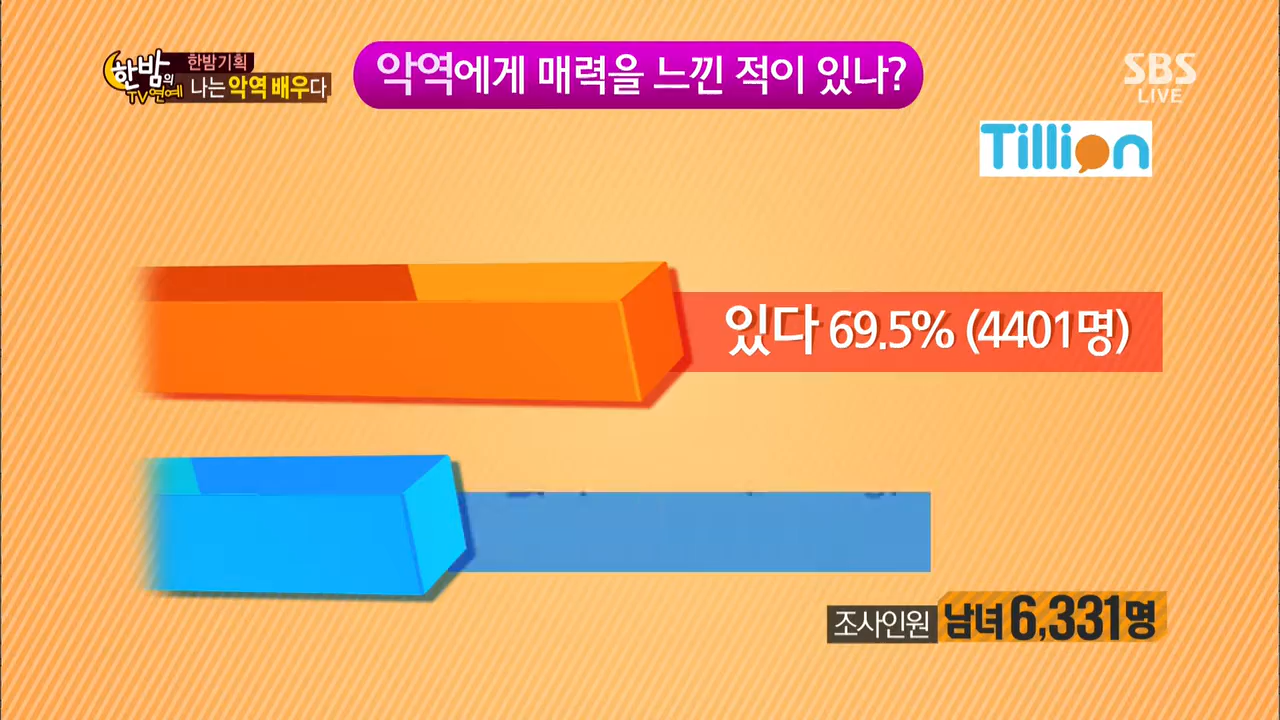 한밤의
TV연예
한밤기획
나는 악역 배우다
악역에게 매력을 느낀 적이 있나?
SBS
LIVE
Tillion
있다 69.5% (4401명)
조사인원 남녀 6,331명